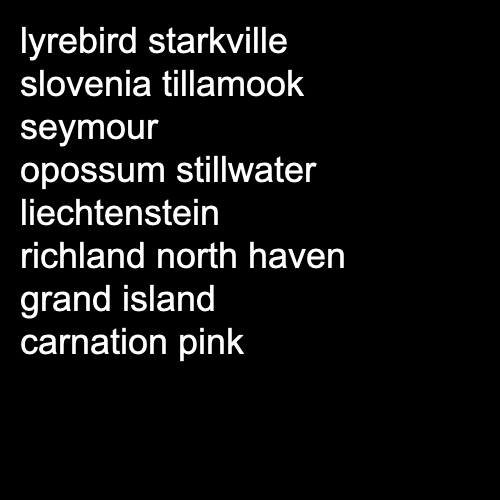 lyrebird starkville
slovenia tillamook
seymour
opossum stillwater
liechtenstein
richland north haven
grand island
carnation pink